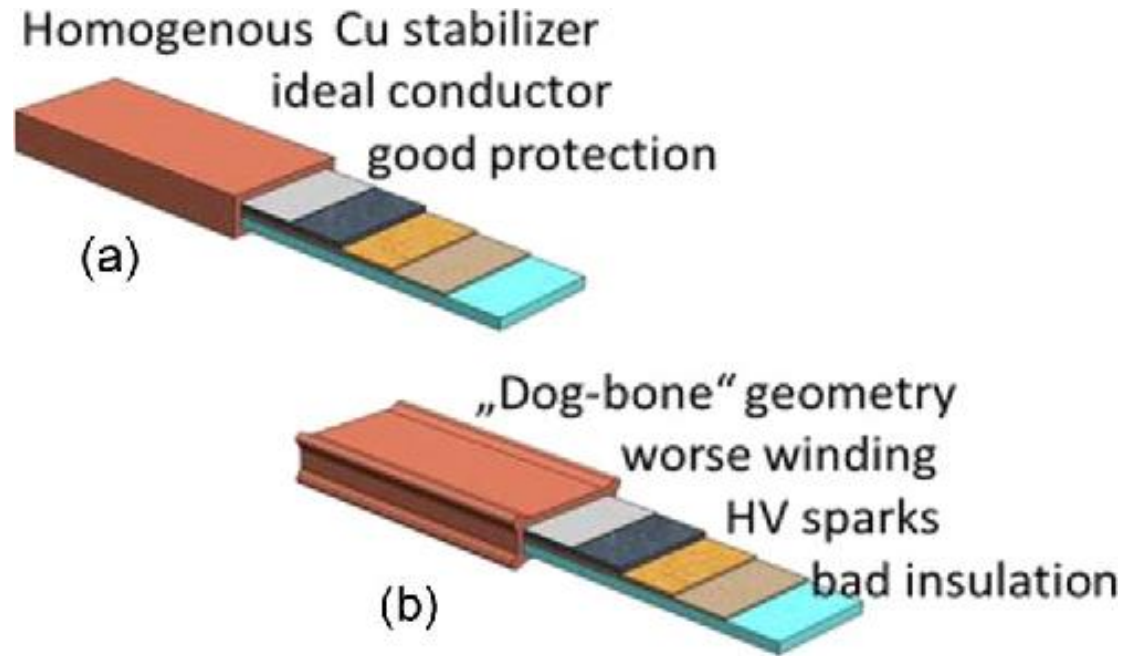 Homogenous Cu stabilizer
ideal conductor
good protection
(a)
„Dog-bone“ geometry
worse winding
HV sparks
bad insulation
(b)